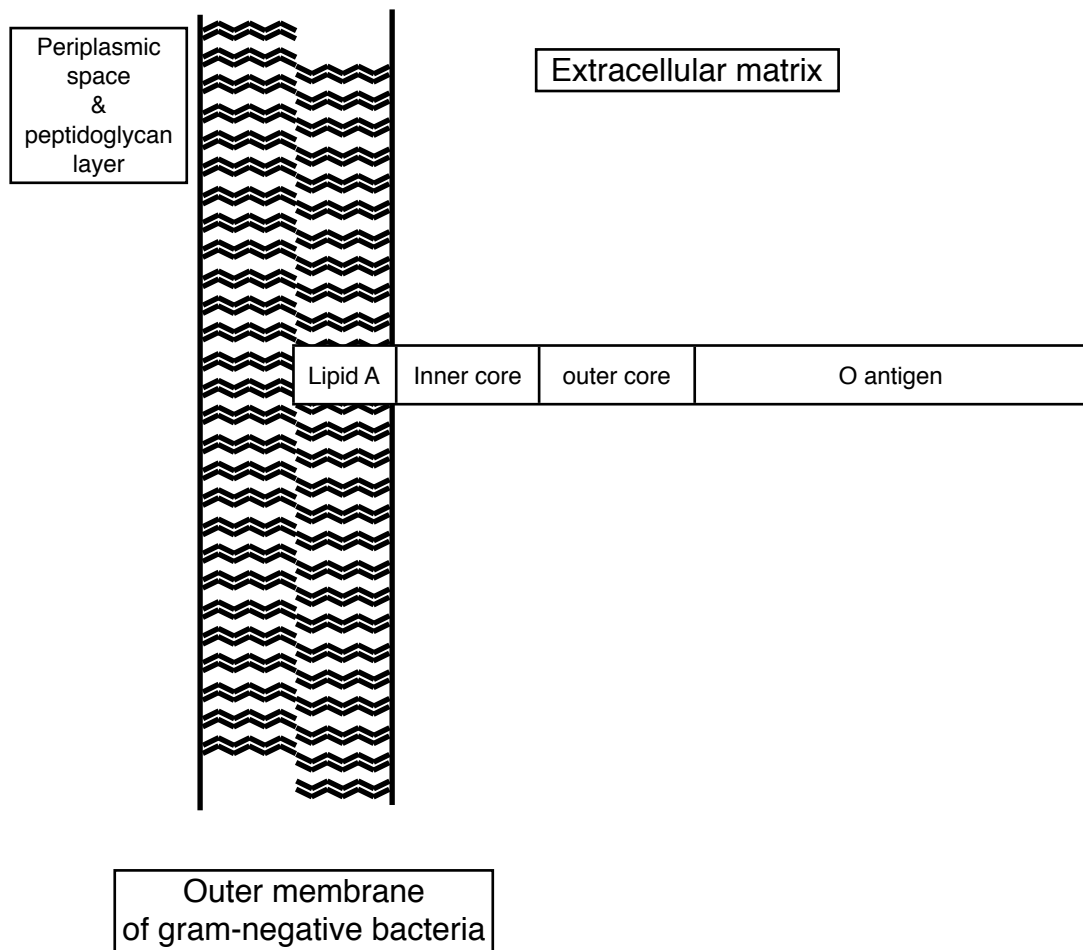 Periplasmic
space
&
peptidoglycan
layer
Extracellular matrix
Lipid A
Inner core
outer core
O antigen
Outer membrane
of gram-negative bacteria